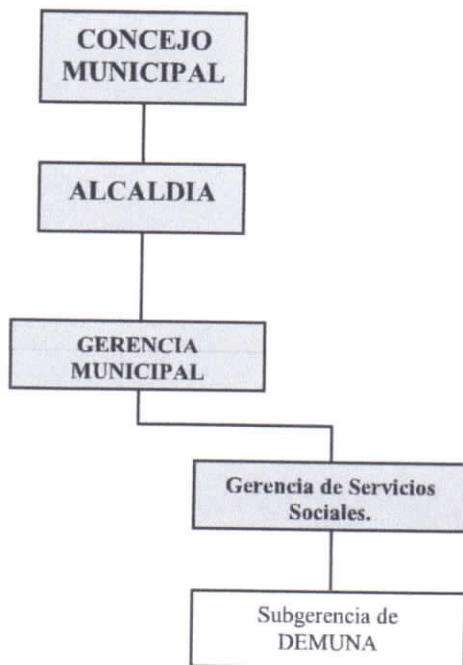 CONCEJO
MUNICIPAL
ALCALDIA
GERENCIA
MUNICIPAL
Gerencia de Servicios
Sociales.
Subgerencia de
DEMUNA